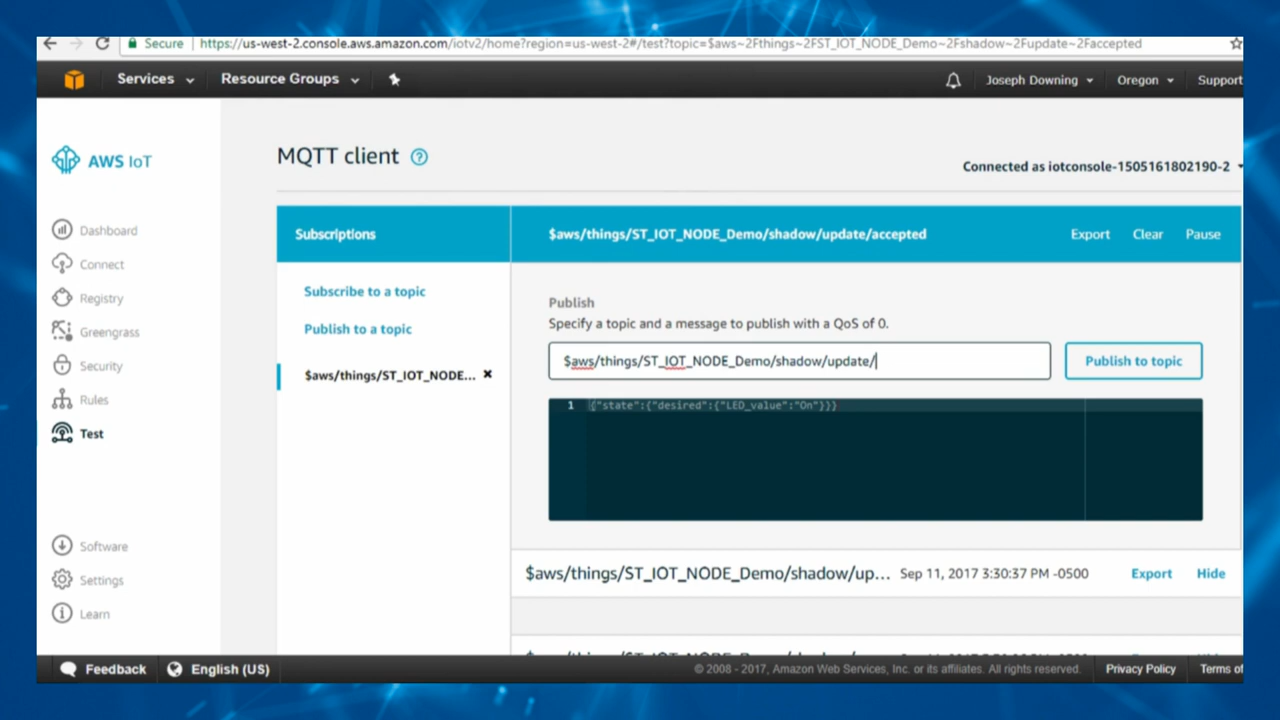 Secure https://us-west-2.console.aws.amazon.com/iotv2/home?region=us-west-2#/test?topic=$aws~2Fthings~2FST_IOT_NODE_Demo~2Fshadow~2Fupdate~2Faccepted
Services Resource Groups Joseph Downing Oregon Support
AWS IoT
MQTT client ?
Connected as iotconsole-1505161802190-2
Dashboard
Connect
Registry
Greengrass
Security
Rules
Test
Software
Settings
Learn
Subscriptions
Subscribe to a topic
Publish to a topic
$aws/things/ST_IOT_NODE...
$aws/things/ST_IOT_NODE_Demo/shadow/update/accepted Export Clear Pause
Publish
Specify a topic and a message to publish with a QoS of 0.
$aws/things/ST_IOT_NODE_Demo/shadow/update/
Publish to topic
1 {"state":{"desired":{"LED_value":"On"}}}
$aws/things/ST_IOT_NODE_Demo/shadow/up... Sep 11, 2017 3:30:37 PM -0500 Export Hide
Feedback English (US) © 2008 - 2017, Amazon Web Services, Inc. or its affiliates. All rights reserved. Privacy Policy Terms of